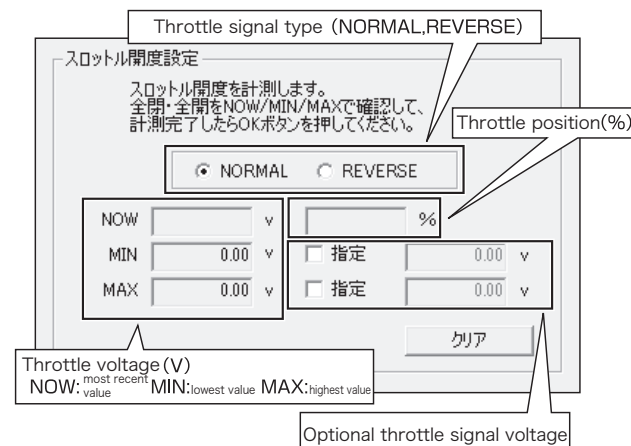 Throttle signal type (NORMAL,REVERSE)
スロットル開度設定
スロットル開度を計測します。
全閉・全開をNOW/MIN/MAXで確認して、
計測完了したらOKボタンを押してください。
Throttle position(%)
NORMAL REVERSE
NOW v %
MIN 0.00 v 指定 0.00 v
MAX 0.00 v 指定 0.00 v
クリア
Throttle voltage(V)
NOW: most recent value MIN:lowest value MAX:highest value
Optional throttle signal voltage